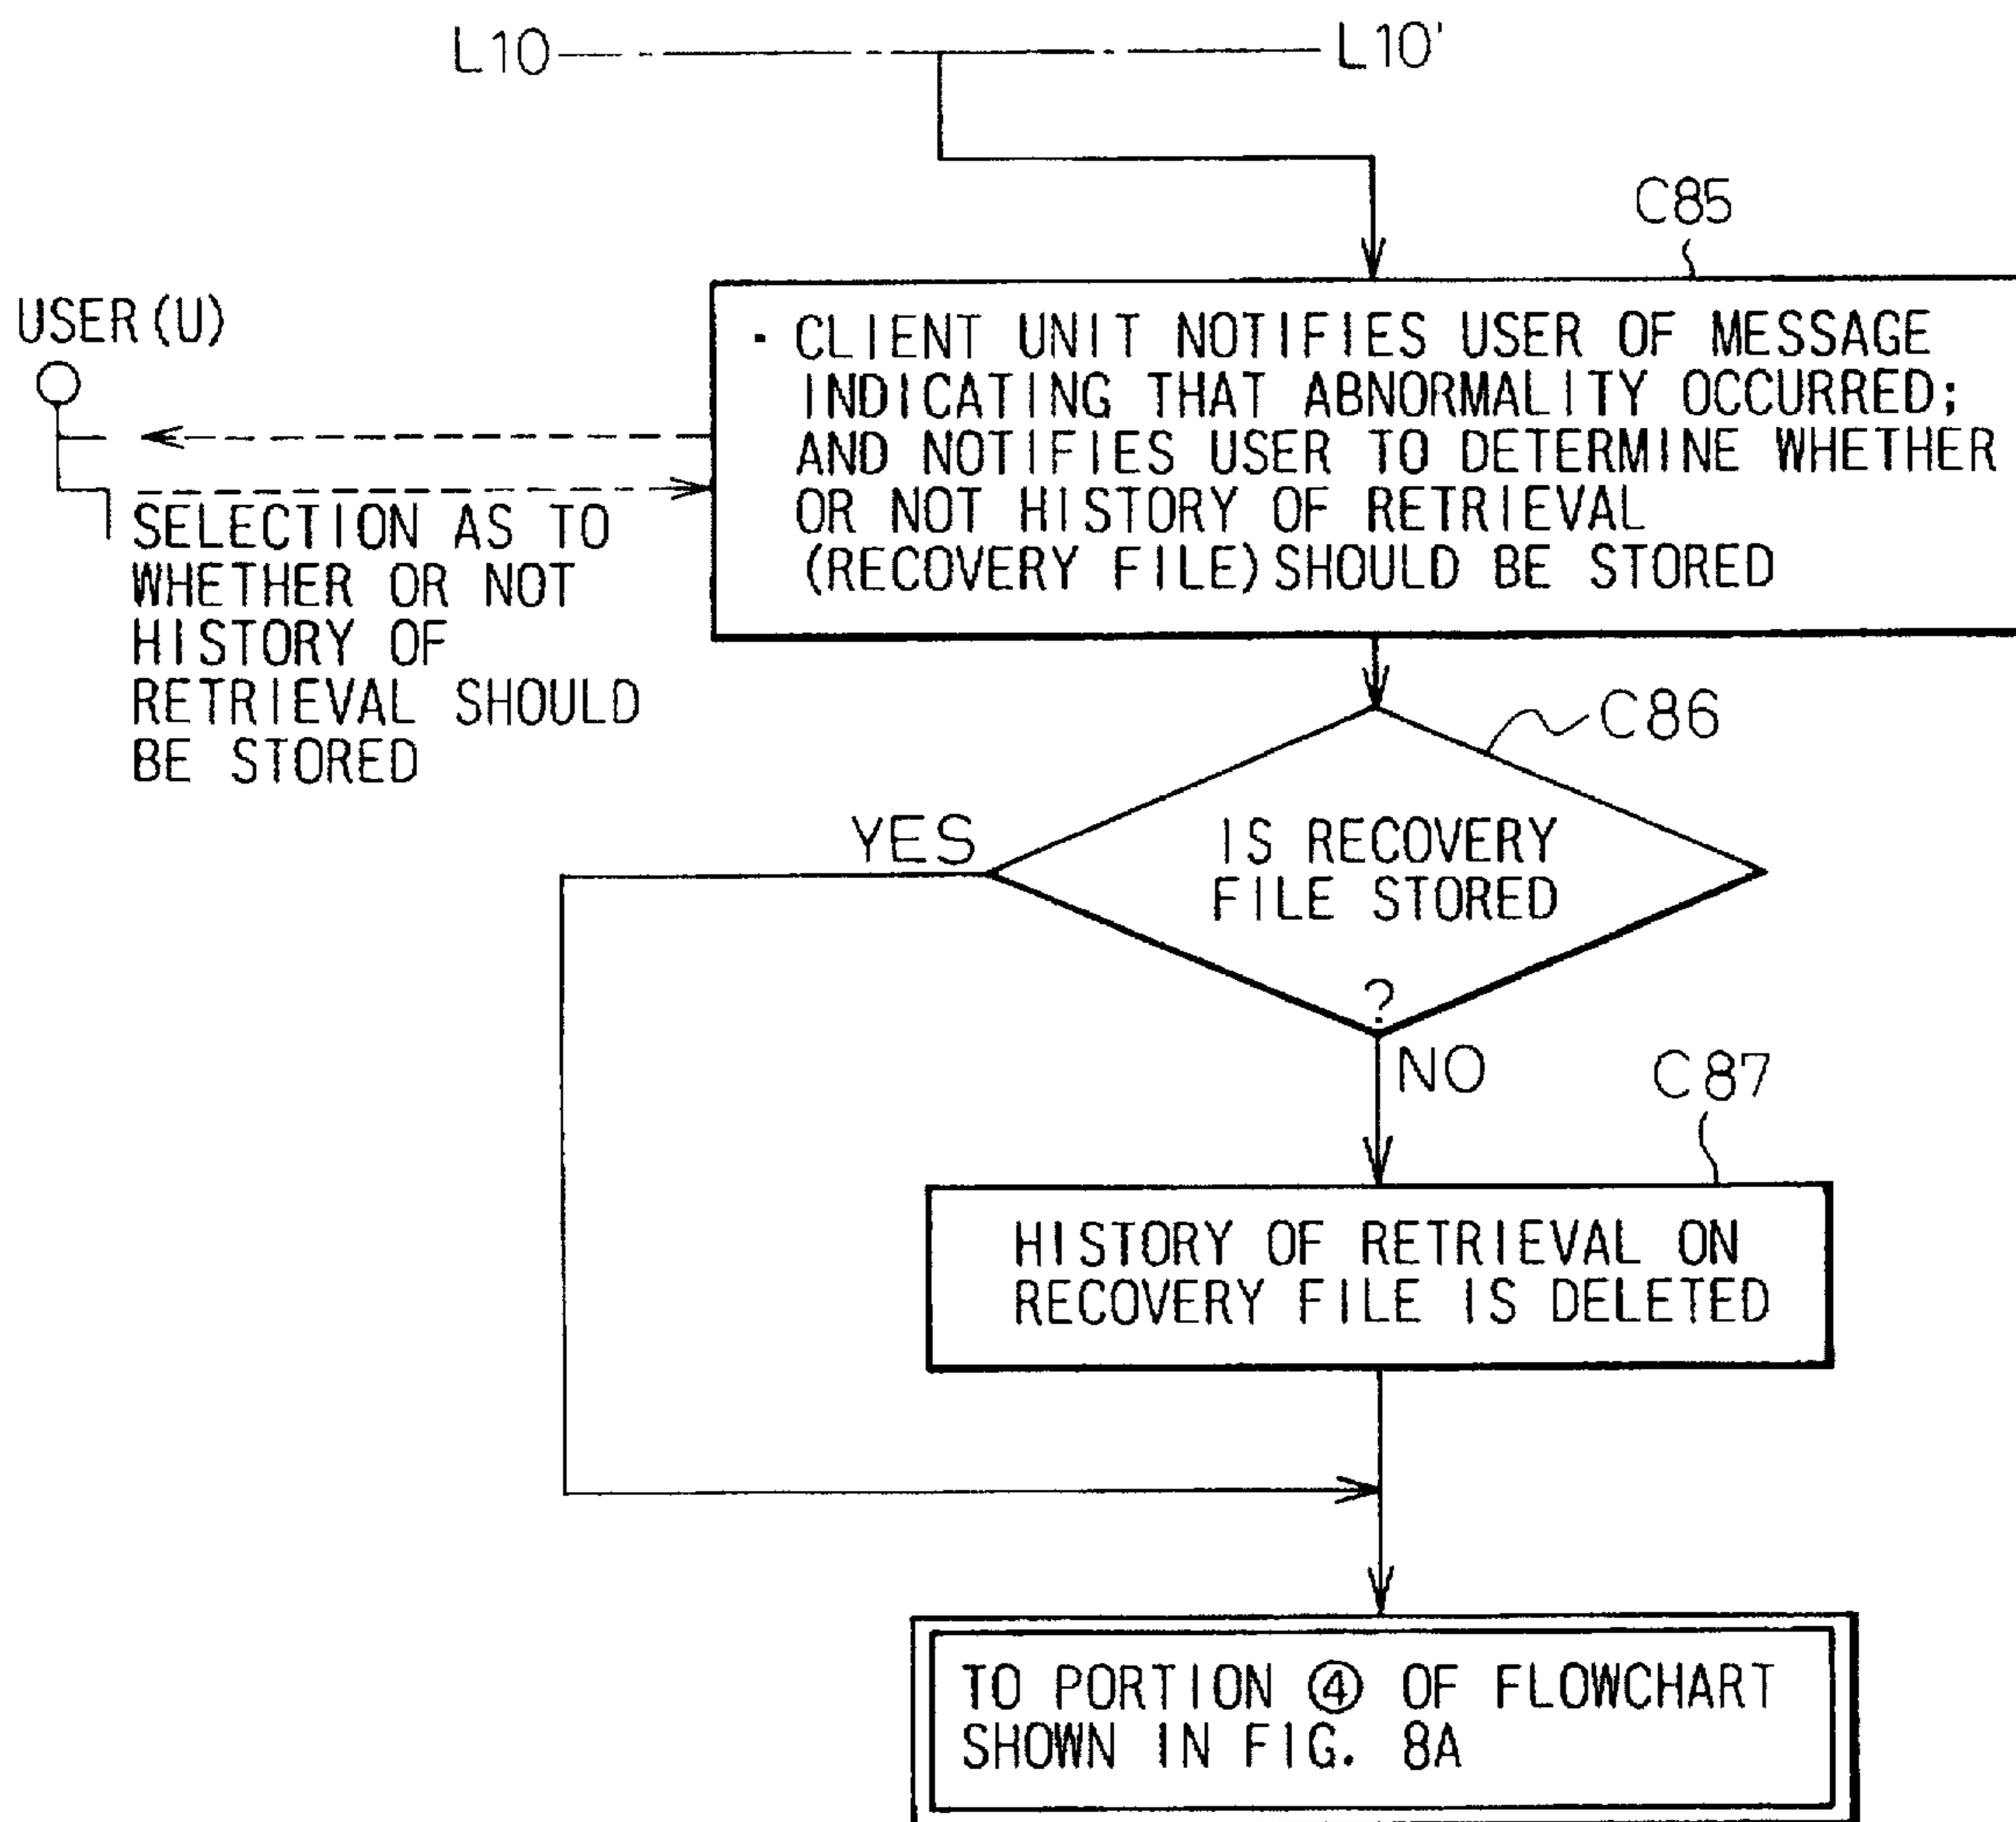 L10
L10'
C85
USER(U)
· CLIENT UNIT NOTIFIES USER OF MESSAGE
INDICATING THAT ABNORMALITY OCCURRED;
AND NOTIFIES USER TO DETERMINE WHETHER
OR NOT HISTORY OF RETRIEVAL
(RECOVERY FILE) SHOULD BE STORED
SELECTION AS TO
WHETHER OR NOT
HISTORY OF
RETRIEVAL SHOULD
BE STORED
C86
YES
IS RECOVERY
FILE STORED
?
NO
C87
HISTORY OF RETRIEVAL ON
RECOVERY FILE IS DELETED
TO PORTION ④ OF FLOWCHART
SHOWN IN FIG. 8A